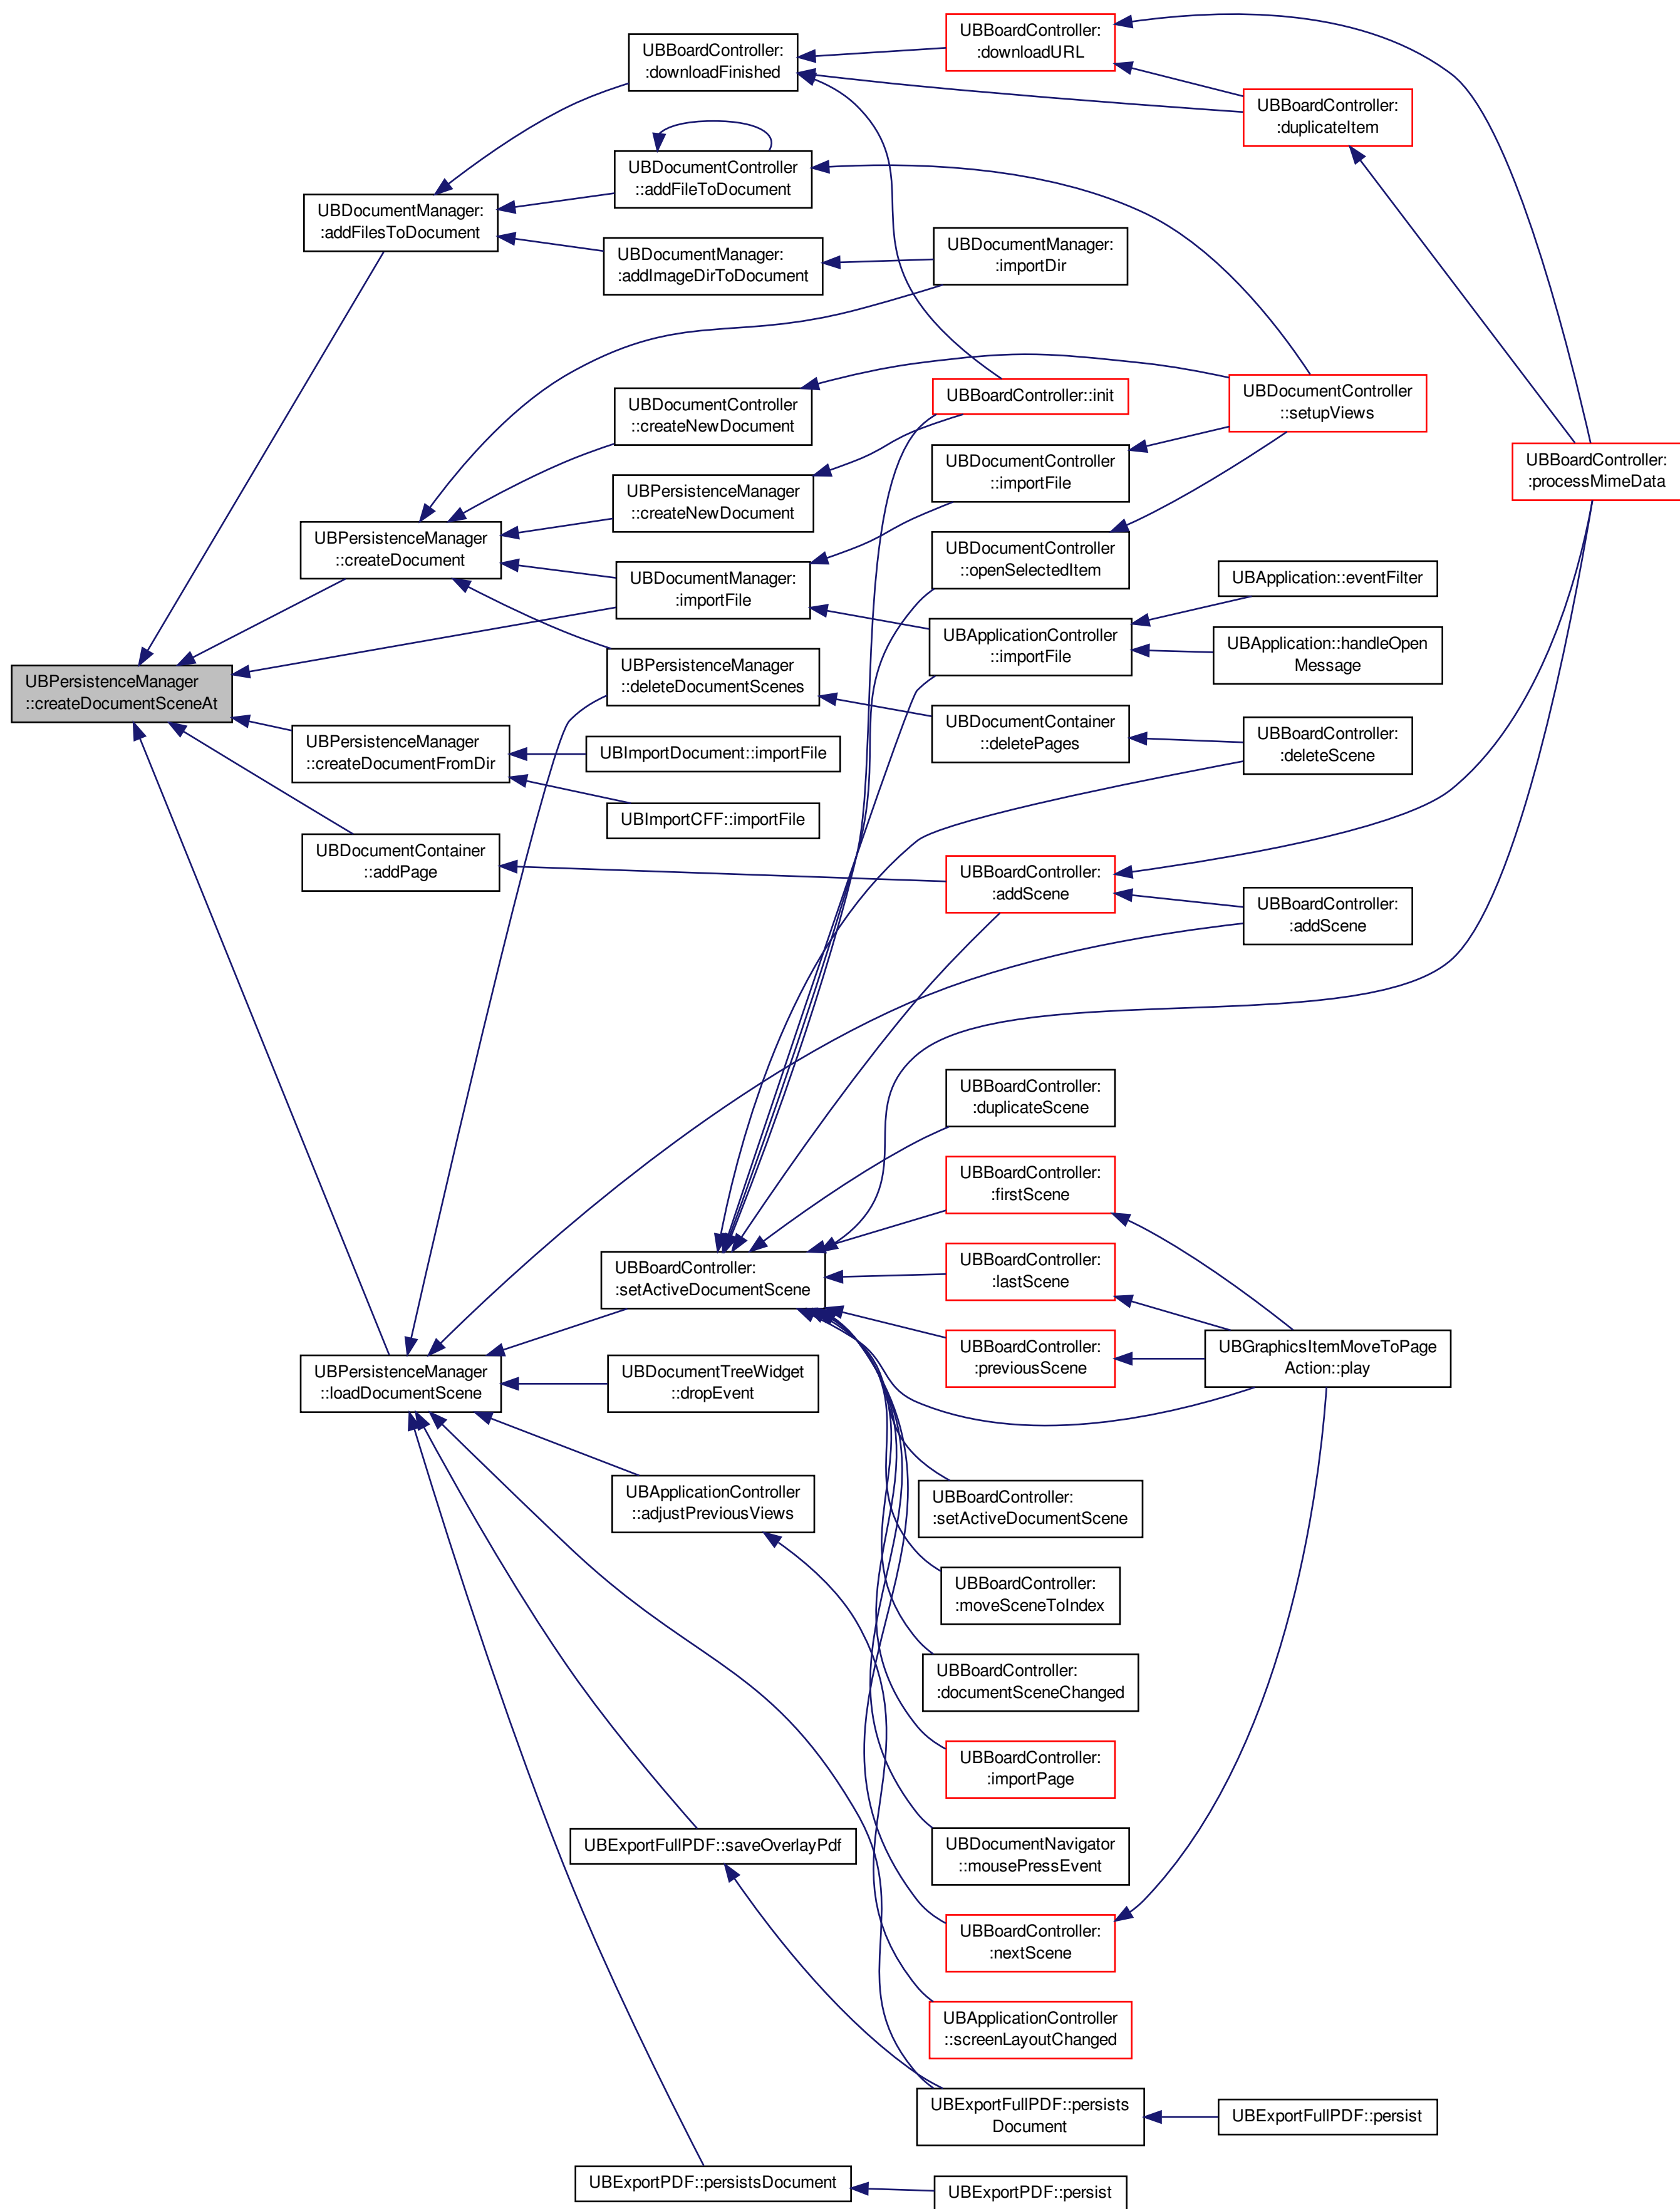 UBBoardController:
:downloadFinished
UBBoardController:
:downloadURL
UBBoardController:
:duplicateItem
UBDocumentController
::addFileToDocument
UBDocumentManager:
:addFilesToDocument
UBDocumentManager:
:addImageDirToDocument
UBDocumentManager:
:importDir
UBDocumentController
::createNewDocument
UBBoardController::init
UBDocumentController
::setupViews
UBPersistenceManager
::createNewDocument
UBDocumentController
::importFile
UBBoardController:
:processMimeData
UBPersistenceManager
::createDocument
UBDocumentManager:
:importFile
UBDocumentController
::openSelectedItem
UBApplication::eventFilter
UBApplicationController
::importFile
UBApplication::handleOpen
Message
UBPersistenceManager
::createDocumentSceneAt
UBPersistenceManager
::deleteDocumentScenes
UBDocumentContainer
::deletePages
UBBoardController:
:deleteScene
UBPersistenceManager
::createDocumentFromDir
UBImportDocument::importFile
UBImportCFF::importFile
UBDocumentContainer
::addPage
UBBoardController:
:addScene
UBBoardController:
:addScene
UBBoardController:
:duplicateScene
UBBoardController:
:firstScene
UBBoardController:
:setActiveDocumentScene
UBBoardController:
:lastScene
UBBoardController:
:previousScene
UBGraphicsItemMoveToPage
Action::play
UBPersistenceManager
::loadDocumentScene
UBDocumentTreeWidget
::dropEvent
UBApplicationController
::adjustPreviousViews
UBBoardController:
:setActiveDocumentScene
UBBoardController:
:moveSceneToIndex
UBBoardController:
:documentSceneChanged
UBBoardController:
:importPage
UBExportFullPDF::saveOverlayPdf
UBDocumentNavigator
::mousePressEvent
UBBoardController:
:nextScene
UBApplicationController
::screenLayoutChanged
UBExportFullPDF::persists
Document
UBExportFullPDF::persist
UBExportPDF::persistsDocument
UBExportPDF::persist